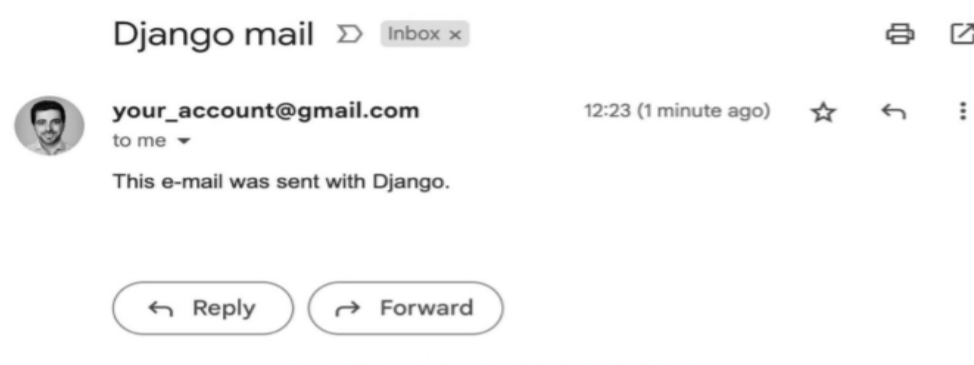 Django mail Inbox x
your_account@gmail.com 12:23 (1 minute ago)
to me
This e-mail was sent with Django.
Reply Forward